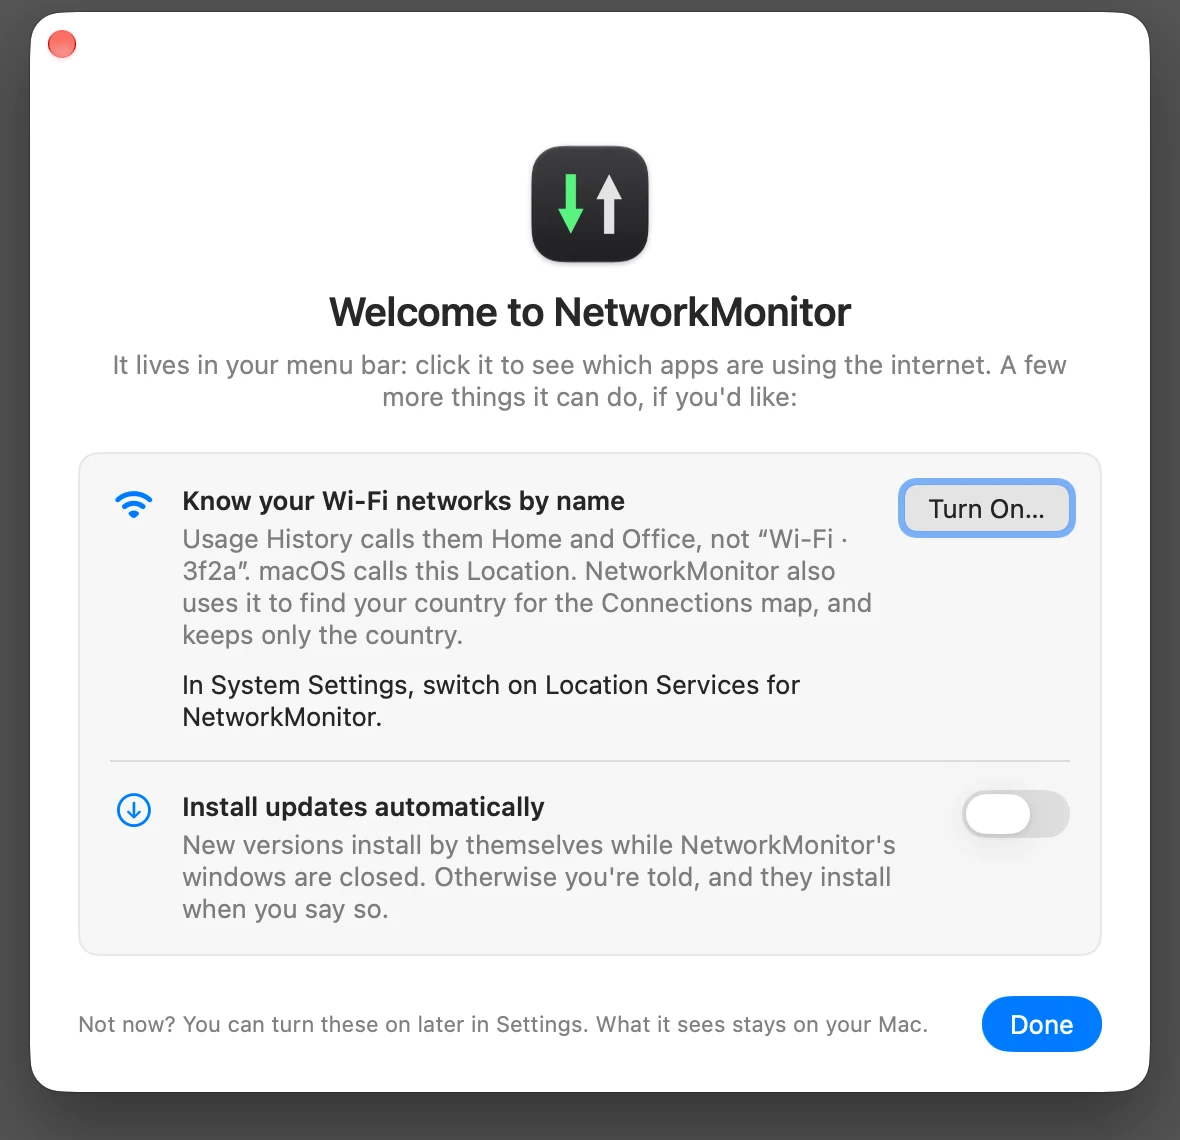 Welcome to NetworkMonitor
It lives in your menu bar: click it to see which apps are using the internet. A few
more things it can do, if you'd like:
Know your Wi-Fi networks by name
Turn On...
Usage History calls them Home and Office, not “Wi-Fi ·
3f2a”. macOS calls this Location. NetworkMonitor also
uses it to find your country for the Connections map, and
keeps only the country.
In System Settings, switch on Location Services for
NetworkMonitor.
Install updates automatically
New versions install by themselves while NetworkMonitor's
windows are closed. Otherwise you're told, and they install
when you say so.
Not now? You can turn these on later in Settings. What it sees stays on your Mac.
Done